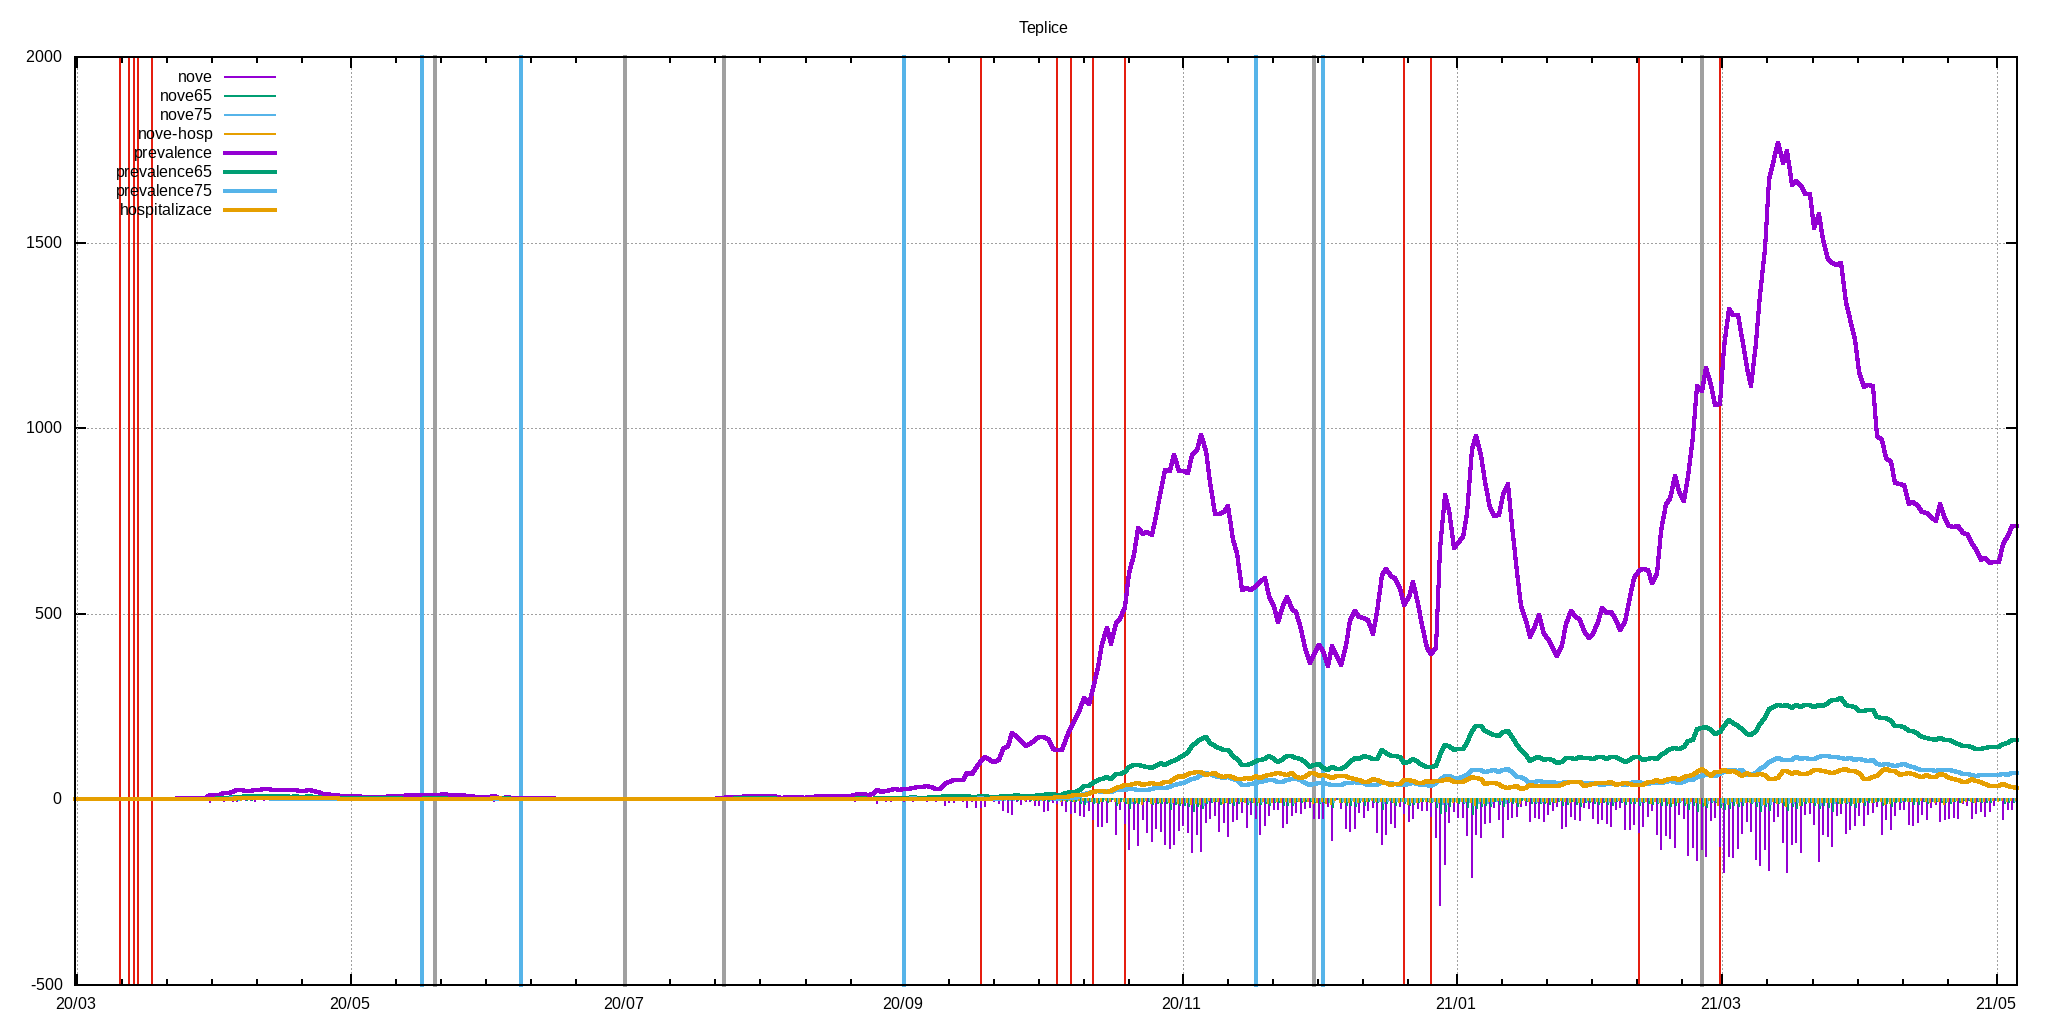 Teplice
2000
1500
1000
500
0
-500
nove
nove65
nove75
nove-hosp
prevalence
prevalence65
prevalence75
hospitalizace
20/03 20/05 20/07 20/09 20/11 21/01 21/03 21/05